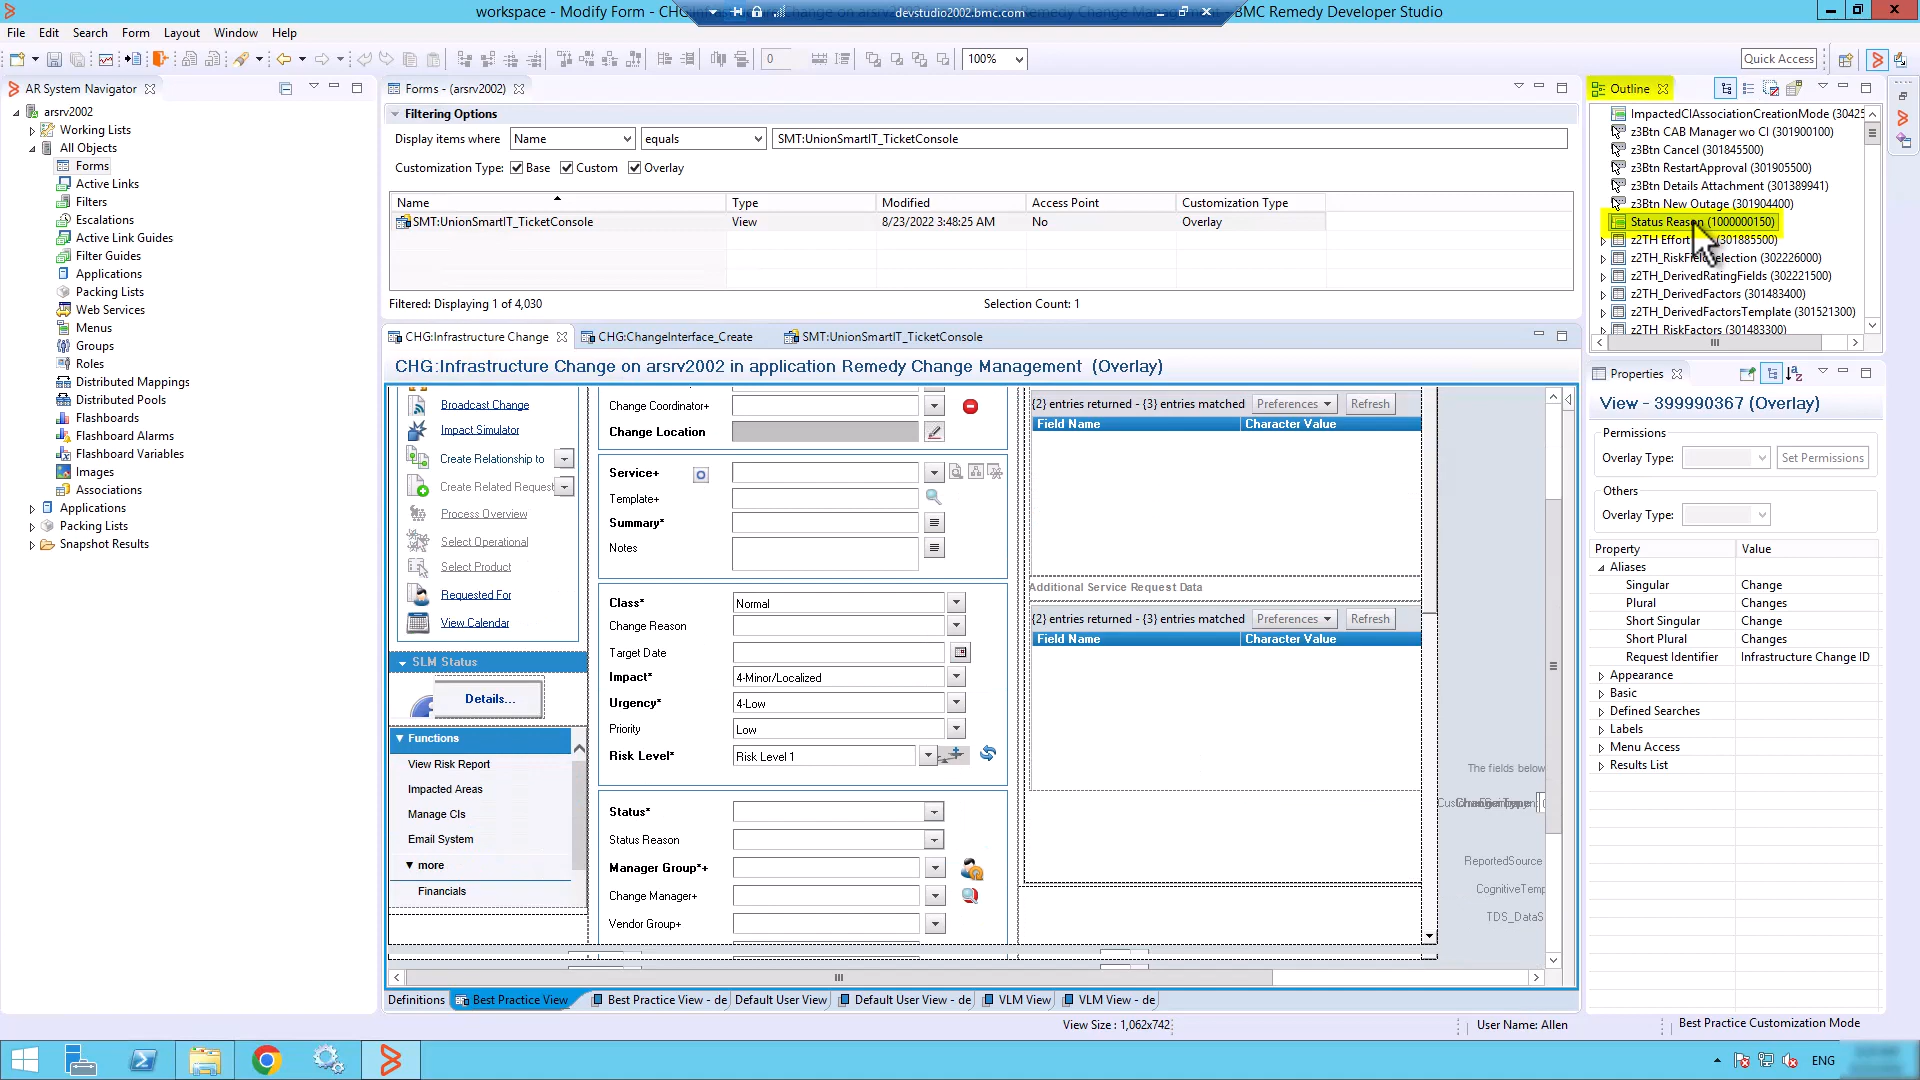 workspace - Modify Form - CHG: change on arsrv2002 in application Remedy Change Management - BMC Remedy Developer Studio
devstudio2002.bmc.com
File Edit Search Form Layout Window Help
0
100%
Quick Access
AR System Navigator
arsrv2002
Working Lists
All Objects
Forms
Active Links
Filters
Escalations
Active Link Guides
Filter Guides
Applications
Packing Lists
Web Services
Menus
Groups
Roles
Distributed Mappings
Distributed Pools
Flashboards
Flashboard Alarms
Flashboard Variables
Images
Associations
Applications
Packing Lists
Snapshot Results
Forms - (arsrv2002)
Filtering Options
Display items where Name equals SMT:UnionSmartIT_TicketConsole
Customization Type: Base Custom Overlay
Name Type Modified Access Point Customization Type
SMT:UnionSmartIT_TicketConsole View 8/23/2022 3:48:25 AM No Overlay
Filtered: Displaying 1 of 4,030 Selection Count: 1
CHG:Infrastructure Change CHG:ChangeInterface_Create SMT:UnionSmartIT_TicketConsole
CHG:Infrastructure Change on arsrv2002 in application Remedy Change Management (Overlay)
Broadcast Change
Impact Simulator
Create Relationship to
Create Related Request
Process Overview
Select Operational
Select Product
Requested For
View Calendar
SLM Status
Details...
Functions
View Risk Report
Impacted Areas
Manage CIs
Email System
more
Financials
Change Coordinator+
Change Location
Service+
Template+
Summary*
Notes
Class* Normal
Change Reason
Target Date
Impact* 4-Minor/Localized
Urgency* 4-Low
Priority Low
Risk Level* Risk Level 1
Status*
Status Reason
Manager Group*+
Change Manager+
Vendor Group+
{2} entries returned - {3} entries matched Preferences Refresh
Field Name Character Value
Additional Service Request Data
{2} entries returned - {3} entries matched Preferences Refresh
Field Name Character Value
The fields below
ReportedSource
CognitiveTemp
TDS_DataS
Definitions Best Practice View Best Practice View - de Default User View Default User View - de VLM View VLM View - de
View Size : 1,062x742
User Name: Allen
Best Practice Customization Mode
Outline
ImpactedCIAssociationCreationMode (30425
z3Btn CAB Manager wo CI (301900100)
z3Btn Cancel (301845500)
z3Btn RestartApproval (301905500)
z3Btn Details Attachment (301389941)
z3Btn New Outage (301904400)
Status Reason (1000000150)
z2TH Effort (301885500)
z2TH_RiskFieldSelection (302226000)
z2TH_DerivedRatingFields (302221500)
z2TH_DerivedFactors (301483400)
z2TH_DerivedFactorsTemplate (301521300)
z2TH_RiskFactors (301483300)
Properties
View - 399990367 (Overlay)
Permissions
Overlay Type: Set Permissions
Others
Overlay Type:
Property Value
Aliases
Singular Change
Plural Changes
Short Singular Change
Short Plural Changes
Request Identifier Infrastructure Change ID
Appearance
Basic
Defined Searches
Labels
Menu Access
Results List
ENG